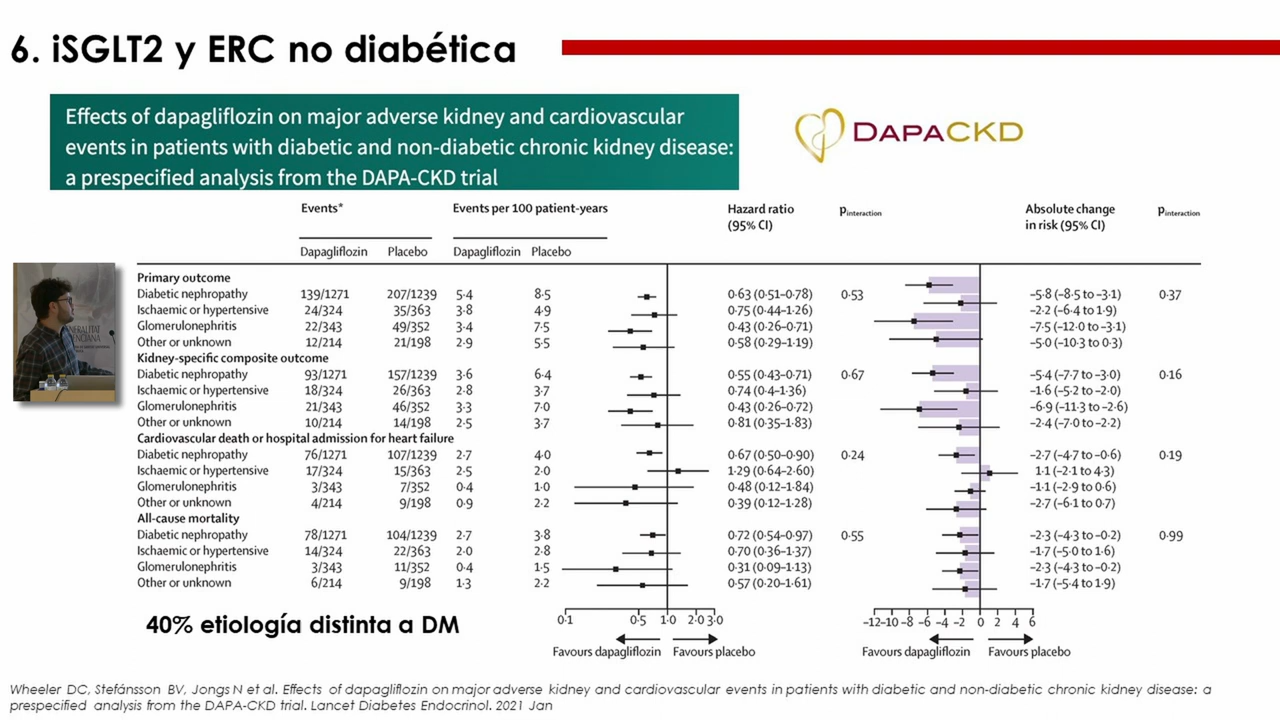 6. iSGLT2 y ERC no diabética
Effects of dapagliflozin on major adverse kidney and cardiovascular
events in patients with diabetic and non-diabetic chronic kidney disease:
a prespecified analysis from the DAPA-CKD trial
DAPACKD
Events* Events per 100 patient-years Hazard ratio (95% CI) Pinteraction Absolute change in risk (95% CI) Pinteraction
Dapagliflozin Placebo Dapagliflozin Placebo
Primary outcome
Diabetic nephropathy 139/1271 207/1239 5·4 8·5 0·63 (0·51–0·78) 0·53 –5·8 (–8·5 to –3·1) 0·37
Ischaemic or hypertensive 24/324 35/363 3·8 4·9 0·75 (0·44–1·26) –2·2 (–6·4 to 1·9)
Glomerulonephritis 22/343 49/352 3·4 7·5 0·43 (0·26–0·71) –7·5 (–12·0 to –3·1)
Other or unknown 12/214 21/198 2·9 5·5 0·58 (0·29–1·19) –5·0 (–10·3 to 0·3)
Kidney-specific composite outcome
Diabetic nephropathy 93/1271 157/1239 3·6 6·4 0·55 (0·43–0·71) 0·67 –5·4 (–7·7 to –3·0) 0·16
Ischaemic or hypertensive 18/324 26/363 2·8 3·7 0·74 (0·4–1·36) –1·6 (–5·2 to –2·0)
Glomerulonephritis 21/343 46/352 3·3 7·0 0·43 (0·26–0·72) –6·9 (–11·3 to –2·6)
Other or unknown 10/214 14/198 2·5 3·7 0·81 (0·35–1·83) –2·4 (–7·0 to –2·2)
Cardiovascular death or hospital admission for heart failure
Diabetic nephropathy 76/1271 107/1239 2·7 4·0 0·67 (0·50–0·90) 0·24 –2·7 (–4·7 to –0·6) 0·19
Ischaemic or hypertensive 17/324 15/363 2·5 2·0 1·29 (0·64–2·60) 1·1 (–2·1 to 4·3)
Glomerulonephritis 3/343 7/352 0·4 1·0 0·48 (0·12–1·84) –1·1 (–2·9 to 0·6)
Other or unknown 4/214 9/198 0·9 2·2 0·39 (0·12–1·28) –2·7 (–6·1 to 0·7)
All-cause mortality
Diabetic nephropathy 78/1271 104/1239 2·7 3·8 0·72 (0·54–0·97) 0·55 –2·3 (–4·3 to –0·2) 0·99
Ischaemic or hypertensive 14/324 22/363 2·0 2·8 0·70 (0·36–1·37) –1·7 (–5·0 to 1·6)
Glomerulonephritis 3/343 11/352 0·4 1·5 0·31 (0·09–1·13) –2·3 (–4·3 to –0·2)
Other or unknown 6/214 9/198 1·3 2·2 0·57 (0·20–1·61) –1·7 (–5·4 to 1·9)
0·1 0·5 1·0 2·0 3·0 –12 –10 –8 –6 –4 –2 0 2 4 6
Favours dapagliflozin Favours placebo Favours dapagliflozin Favours placebo
40% etiología distinta a DM
Wheeler DC, Stefánsson BV, Jongs N et al. Effects of dapagliflozin on major adverse kidney and cardiovascular events in patients with diabetic and non-diabetic chronic kidney disease: a
prespecified analysis from the DAPA-CKD trial. Lancet Diabetes Endocrinol. 2021 Jan